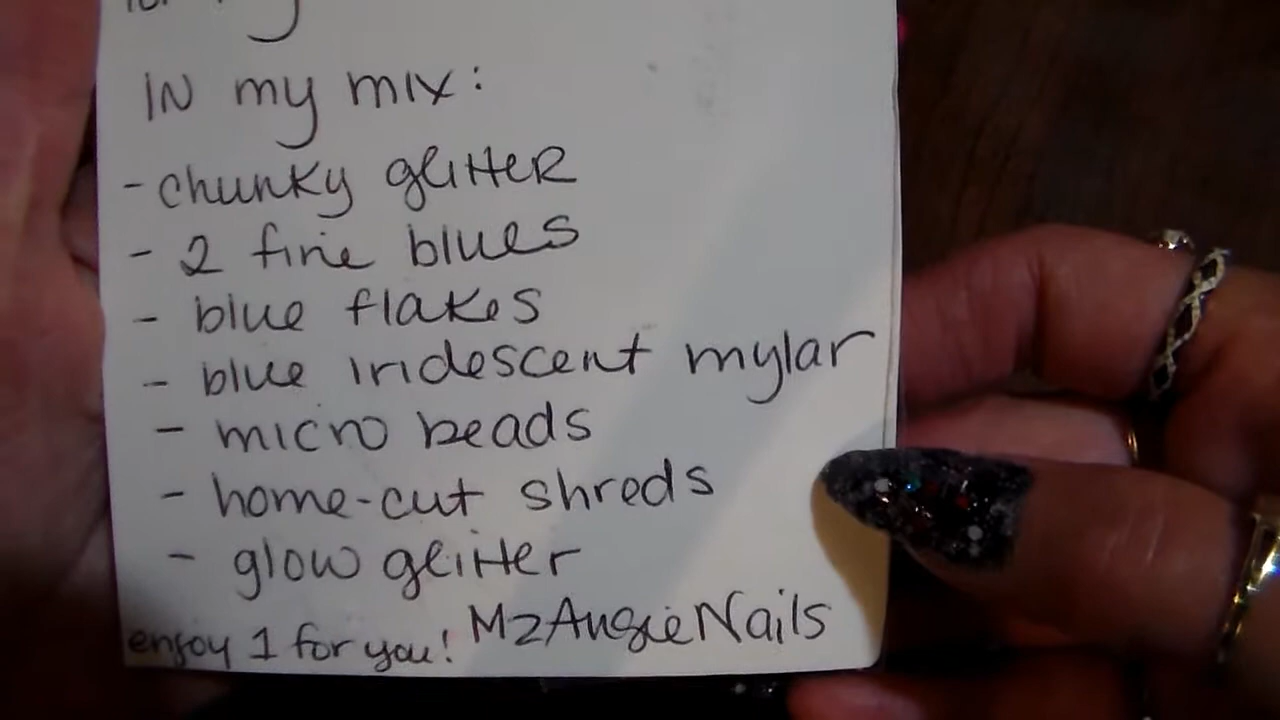 IN my mix:
- chunky glitter
- 2 fine blues
- blue flakes
- blue iridescent mylar
- micro beads
- home-cut shreds
- glow glitter
enjoy 1 for you! MzAngieNails